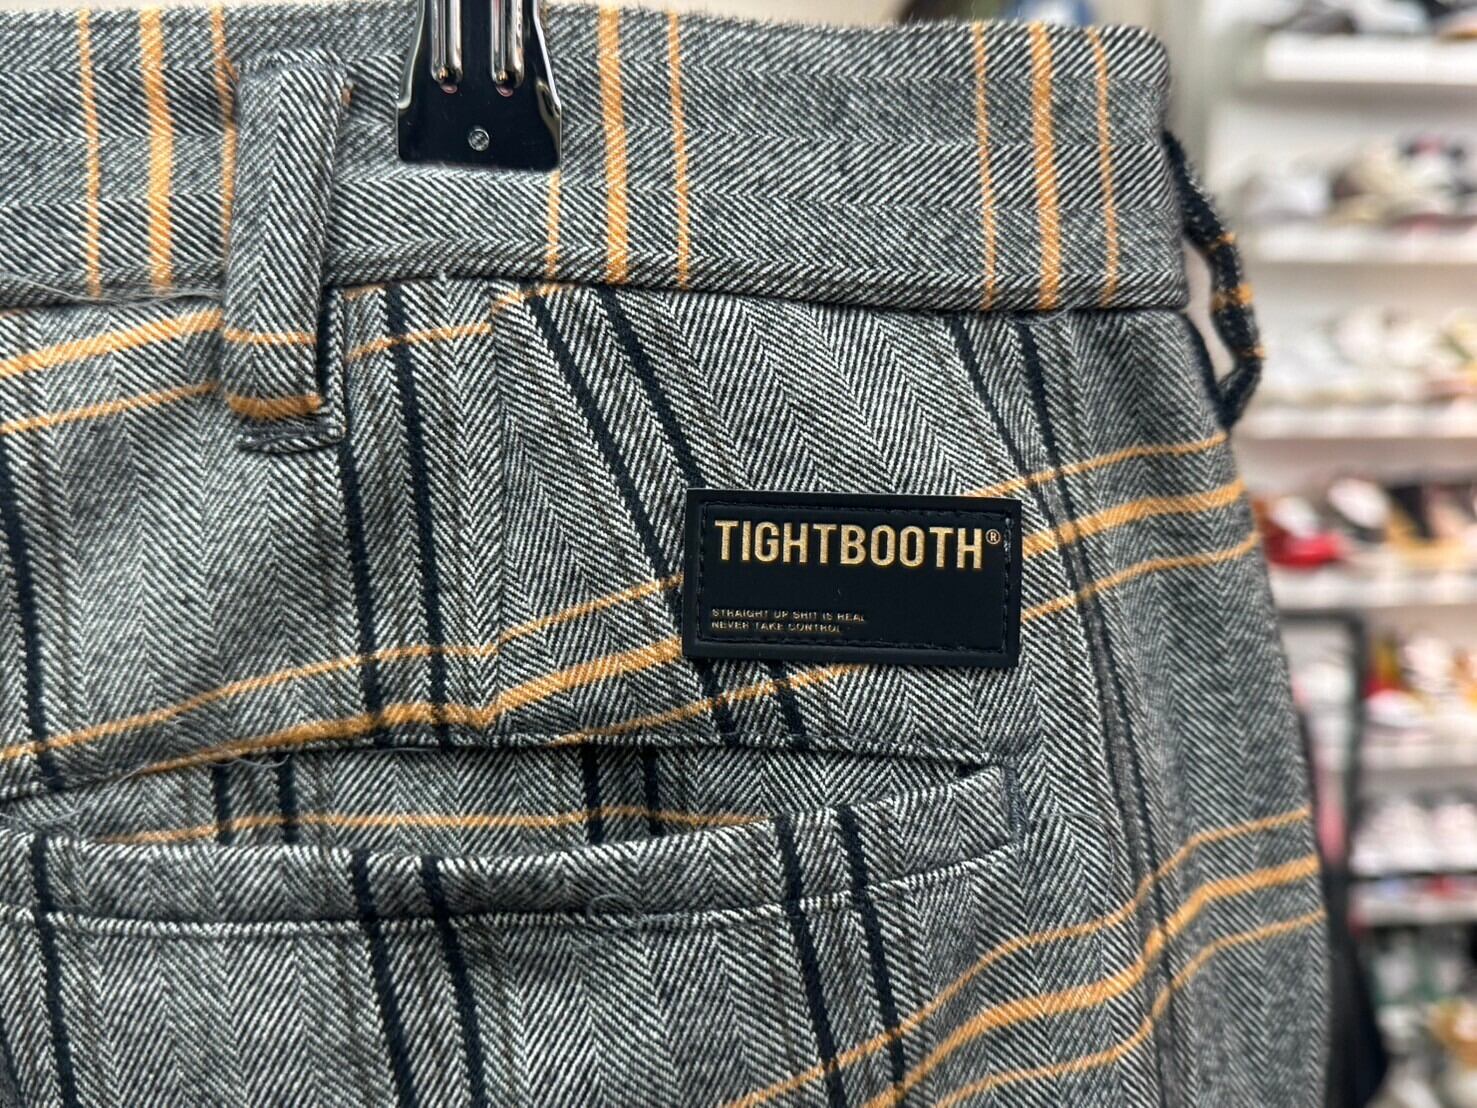 TIGHTBOOTH®
STRAIGHT UP SHIT IS REAL
NEVER TAKE CONTROL